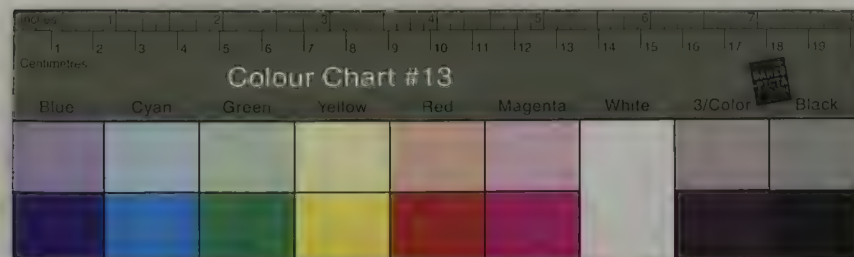 Inches 1 2 3 4 5 6 7 8
1 2 3 4 5 6 7 8 9 10 11 12 13 14 15 16 17 18 19
Centimetres
Colour Chart #13
Blue Cyan Green Yellow Red Magenta White 3/Color Black